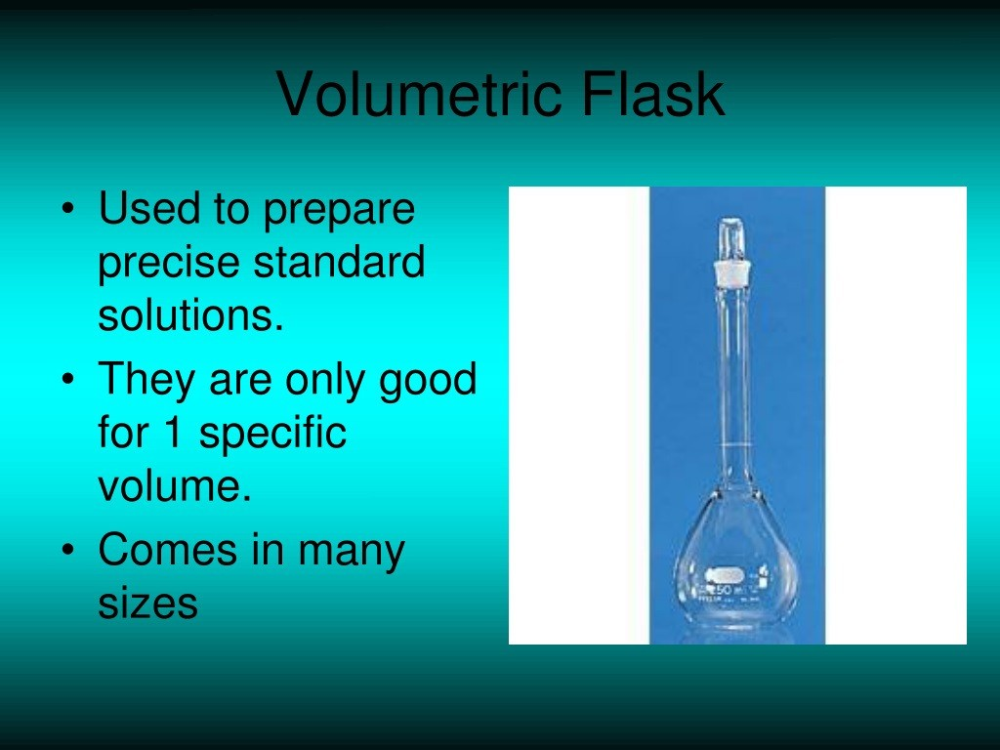 Volumetric Flask
• Used to prepare
precise standard
solutions.
• They are only good
for 1 specific
volume.
• Comes in many
sizes
250 m